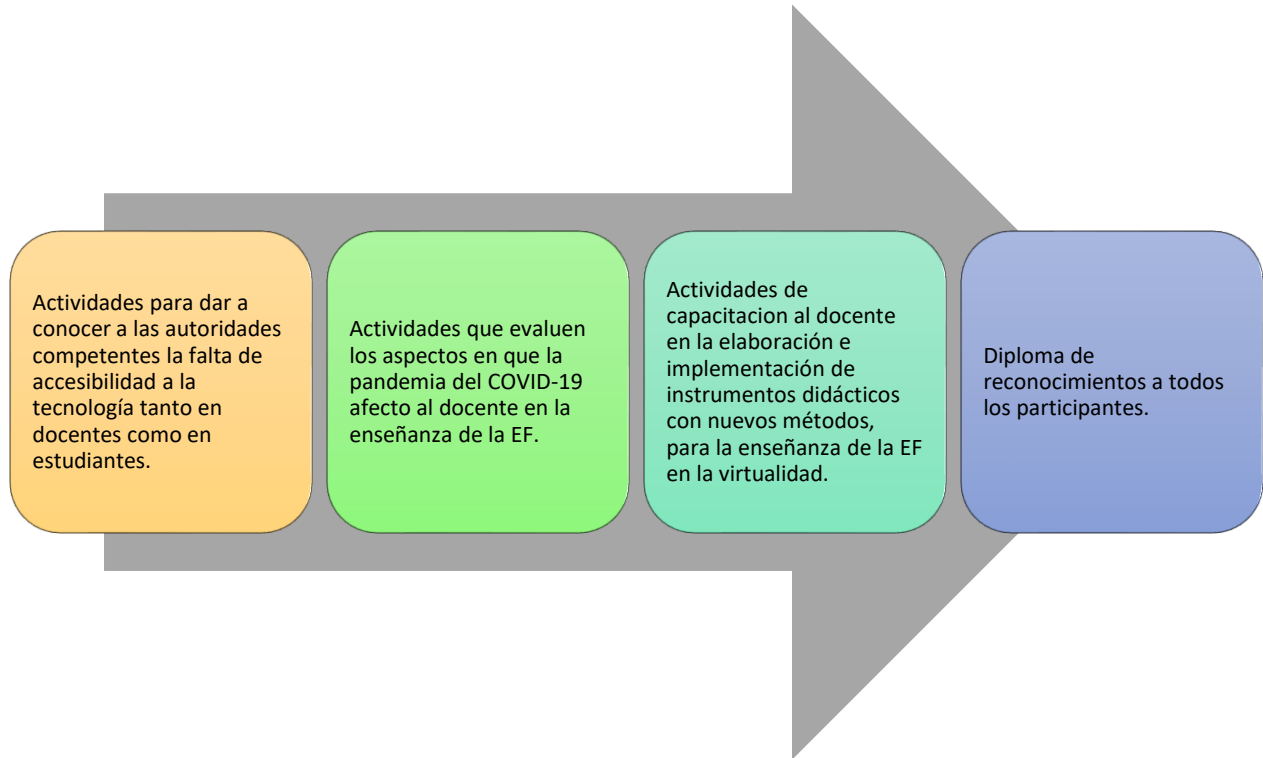 Actividades para dar a
conocer a las autoridades
competentes la falta de
accesibilidad a la
tecnología tanto en
docentes como en
estudiantes.
Actividades que evaluen
los aspectos en que la
pandemia del COVID-19
afecto al docente en la
enseñanza de la EF.
Actividades de
capacitacion al docente
en la elaboración e
implementación de
instrumentos didácticos
con nuevos métodos,
para la enseñanza de la EF
en la virtualidad.
Diploma de
reconocimientos a todos
los participantes.